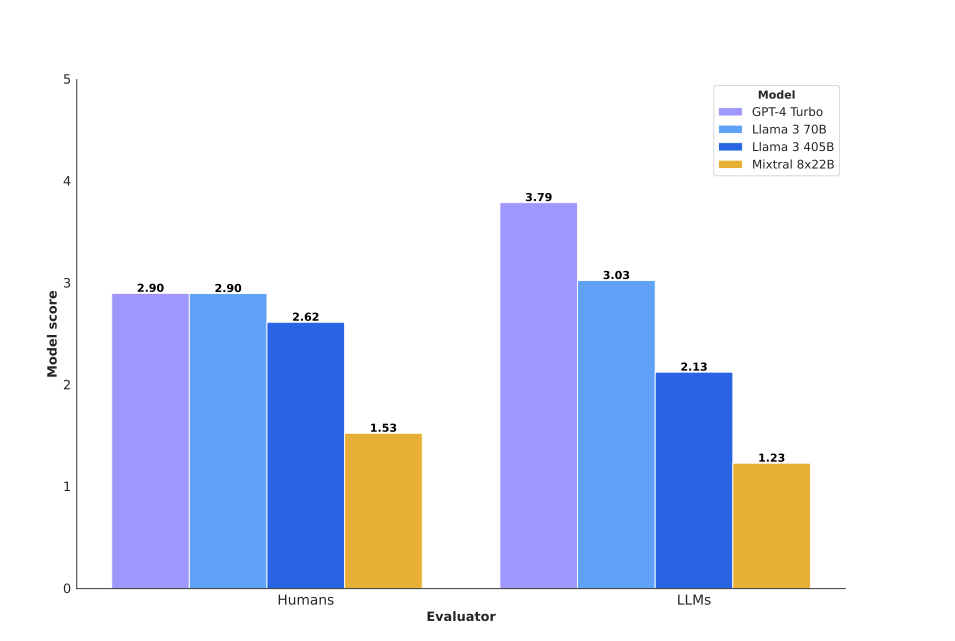 5
4
3
2
1
0
Model score
Model
GPT-4 Turbo
Llama 3 70B
Llama 3 405B
Mixtral 8x22B
2.90
2.90
2.62
1.53
3.79
3.03
2.13
1.23
Humans
LLMs
Evaluator